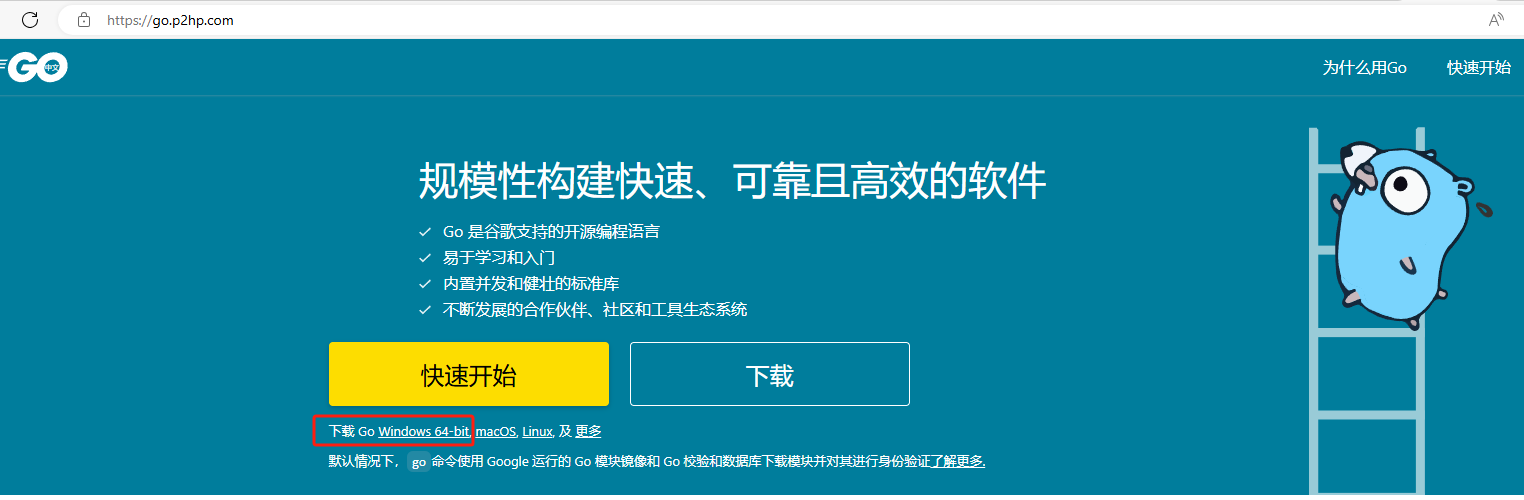 https://go.p2hp.com
GO 中文
为什么用Go 快速开始
规模性构建快速、可靠且高效的软件
Go 是谷歌支持的开源编程语言
易于学习和入门
内置并发和健壮的标准库
不断发展的合作伙伴、社区和工具生态系统
快速开始 下载
下载 Go Windows 64-bit, macOS, Linux, 及 更多
默认情况下，go 命令使用 Google 运行的 Go 模块镜像和 Go 校验和数据库下载模块并对其进行身份验证了解更多.